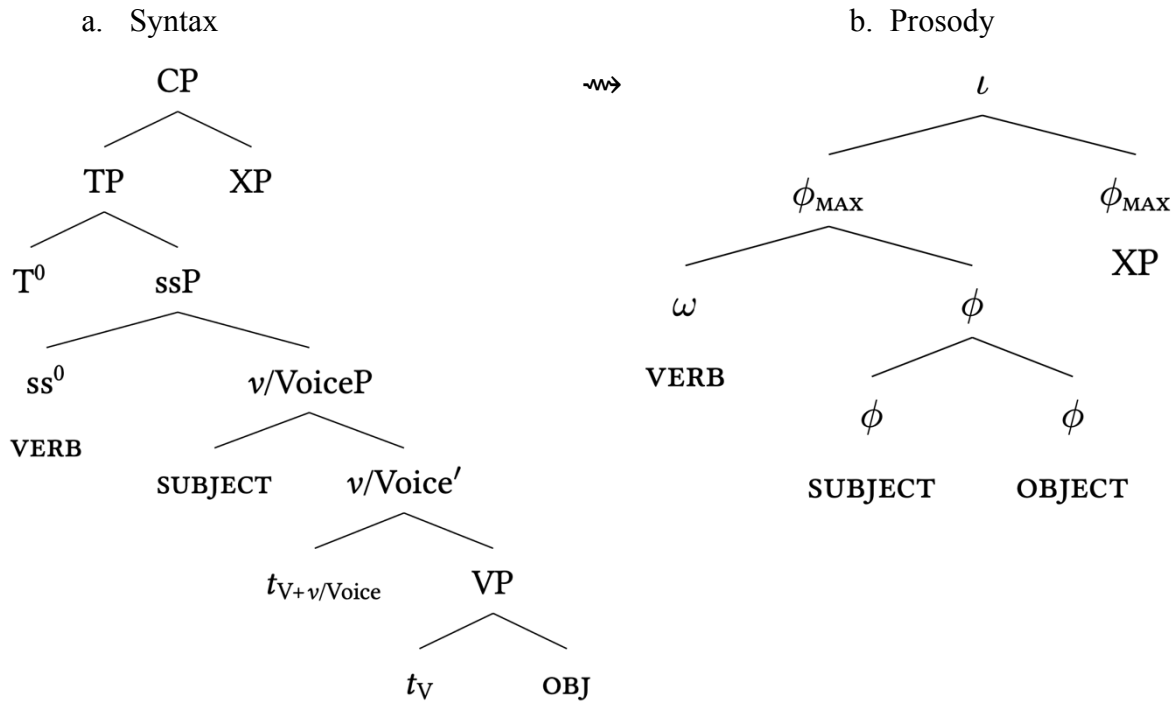 a. Syntax b. Prosody
CP ⇝ ι
TP XP ϕMAX ϕMAX
T⁰ ssP ω ϕ XP
ss⁰ v/VoiceP VERB ϕ ϕ
VERB SUBJECT v/Voice′ SUBJECT OBJECT
tV+v/Voice VP
tV OBJ